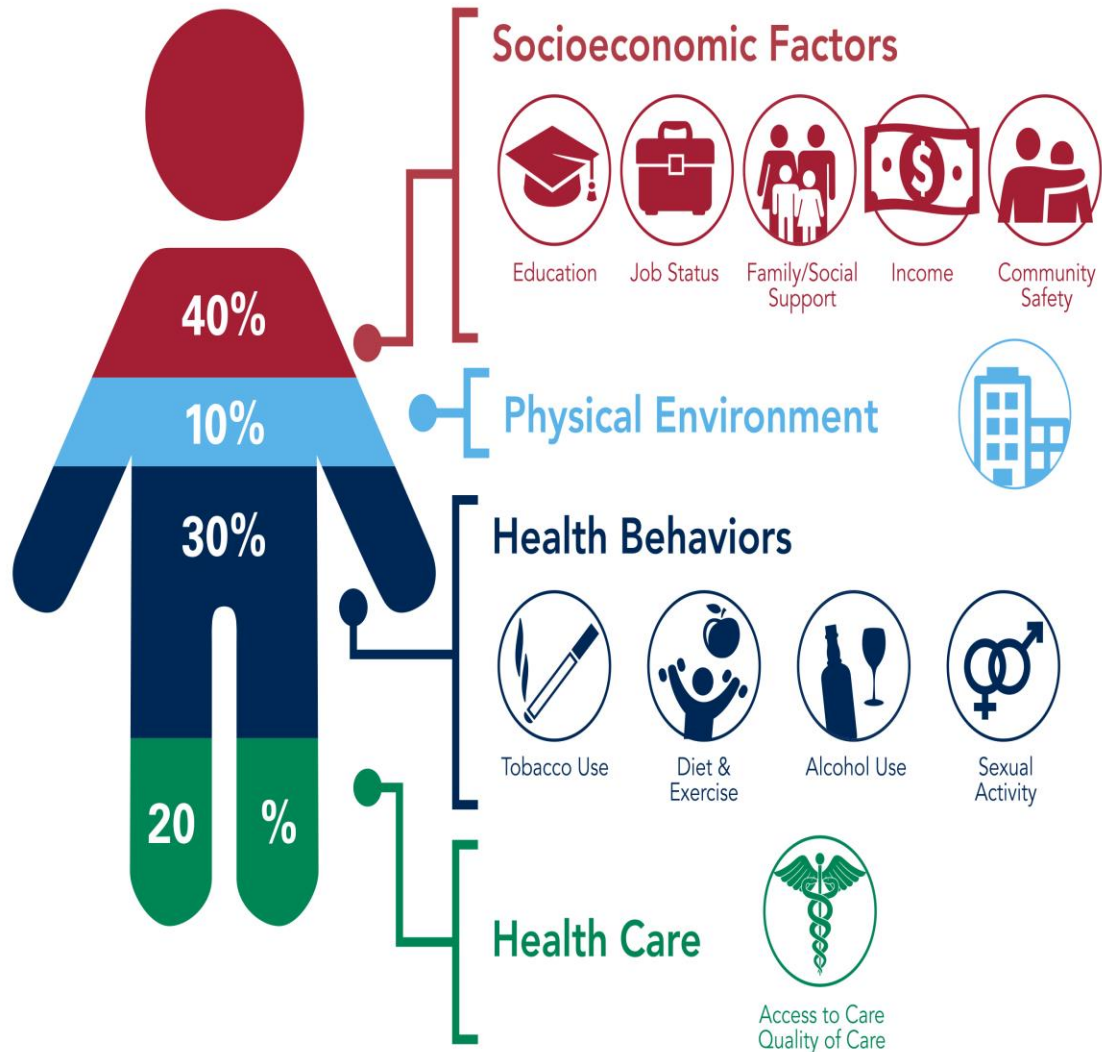 Socioeconomic Factors
$
Education
Job Status
Family/Social
Support
Income
Community
Safety
40%
10%
Physical Environment
30%
Health Behaviors
Tobacco Use
Diet &
Exercise
Alcohol Use
Sexual
Activity
20 %
Health Care
Access to Care
Quality of Care